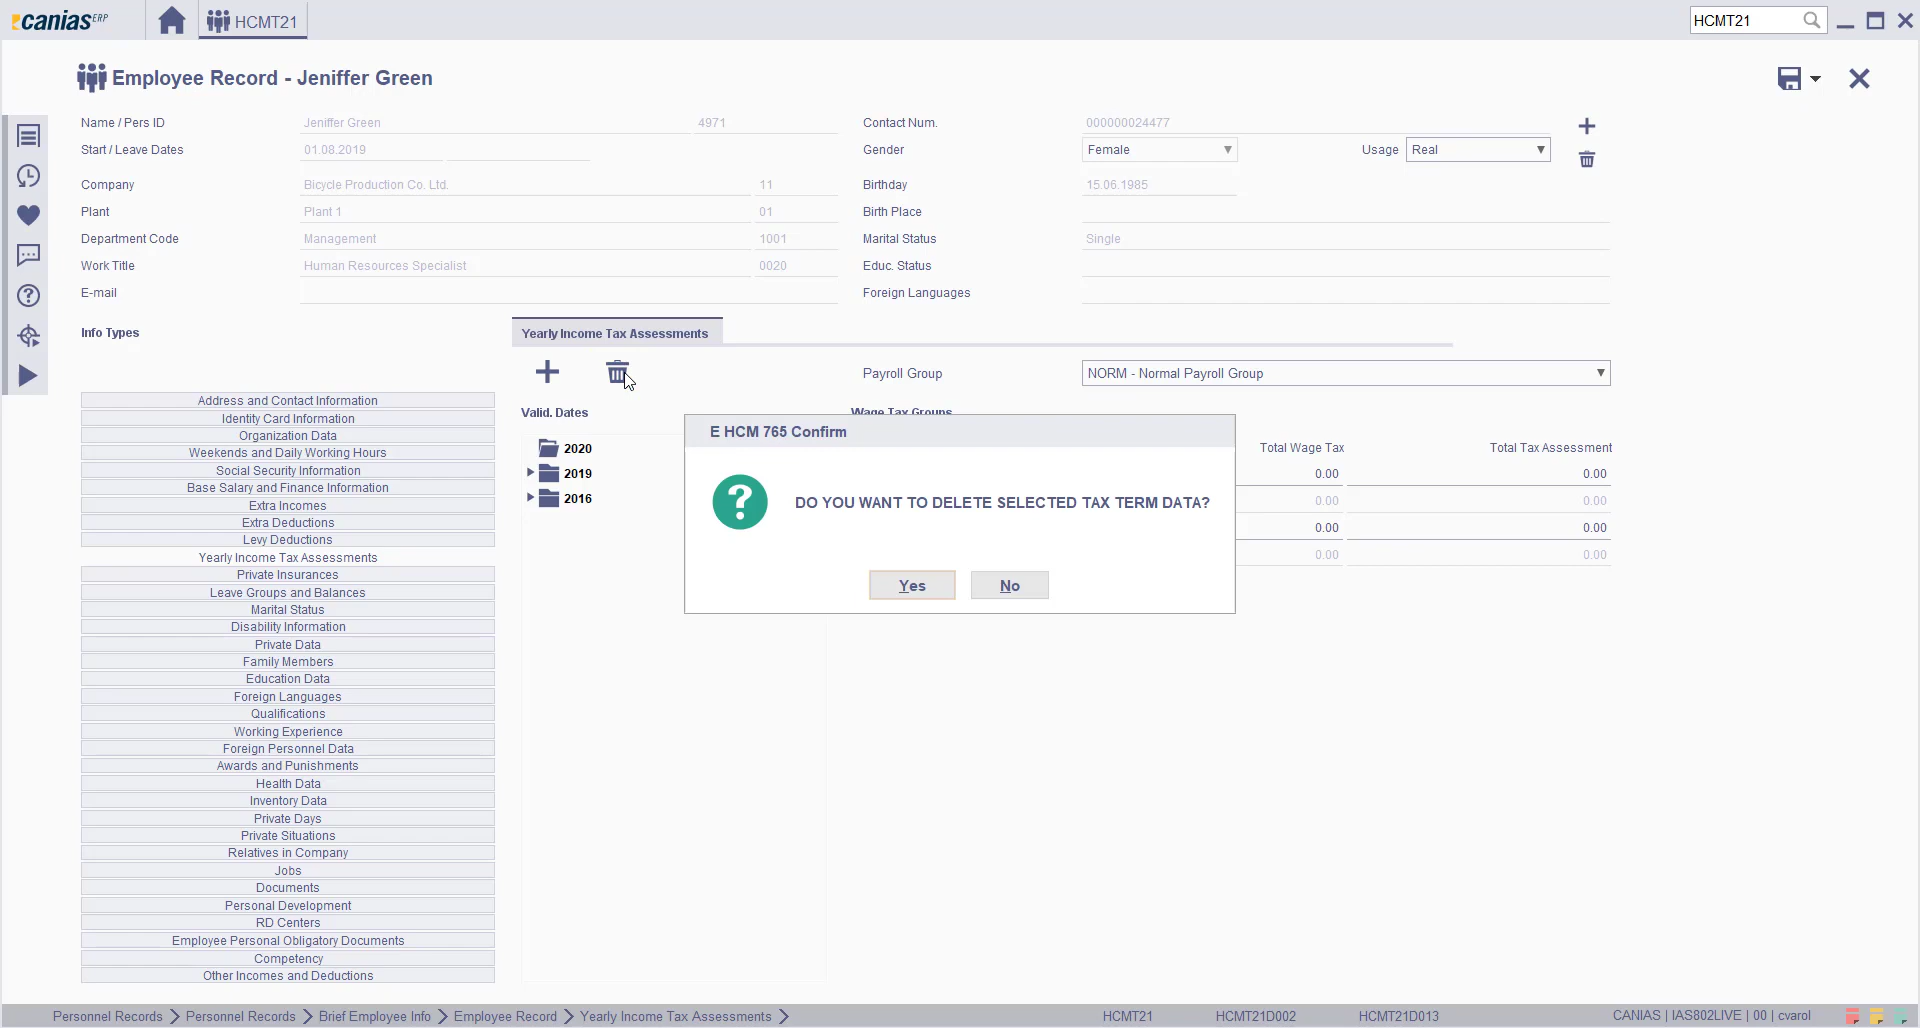 canias ERP
HCMT21
HCMT21
Employee Record - Jeniffer Green
Name / Pers ID Jeniffer Green 4971
Contact Num. 000000024477
Start / Leave Dates 01.08.2019
Gender Female Usage Real
Company Bicycle Production Co. Ltd. 11
Birthday 15.06.1985
Plant Plant 1 01
Birth Place
Department Code Management 1001
Marital Status Single
Work Title Human Resources Specialist 0020
Educ. Status
E-mail
Foreign Languages
Info Types
Yearly Income Tax Assessments
Payroll Group NORM - Normal Payroll Group
Address and Contact Information
Identity Card Information
Organization Data
Weekends and Daily Working Hours
Social Security Information
Base Salary and Finance Information
Extra Incomes
Extra Deductions
Levy Deductions
Yearly Income Tax Assessments
Private Insurances
Leave Groups and Balances
Marital Status
Disability Information
Private Data
Family Members
Education Data
Foreign Languages
Qualifications
Working Experience
Foreign Personnel Data
Awards and Punishments
Health Data
Inventory Data
Private Days
Private Situations
Relatives in Company
Jobs
Documents
Personal Development
RD Centers
Employee Personal Obligatory Documents
Competency
Other Incomes and Deductions
Valid. Dates
2020
2019
2016
Wage Tax Groups
Total Wage Tax Total Tax Assessment
0.00 0.00
0.00 0.00
0.00 0.00
0.00 0.00
E HCM 765 Confirm
DO YOU WANT TO DELETE SELECTED TAX TERM DATA?
Yes No
Personnel Records Personnel Records Brief Employee Info Employee Record Yearly Income Tax Assessments
HCMT21 HCMT21D002 HCMT21D013 CANIAS | IAS802LIVE | 00 | cvarol